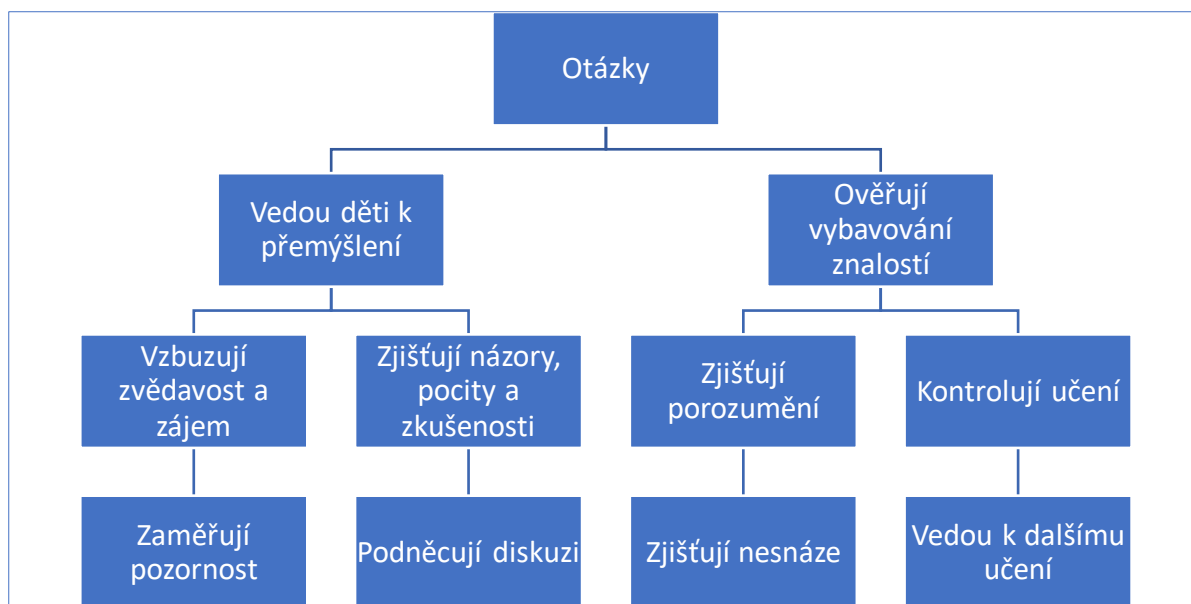 Otázky
Vedou děti k
přemýšlení
Ověřují
vybavování
znalostí
Vzbuzují
zvědavost a
zájem
Zjišťují názory,
pocity a
zkušenosti
Zjišťují
porozumění
Kontrolují učení
Zaměřují
pozornost
Podněcují diskuzi
Zjišťují nesnáze
Vedou k dalšímu
učení